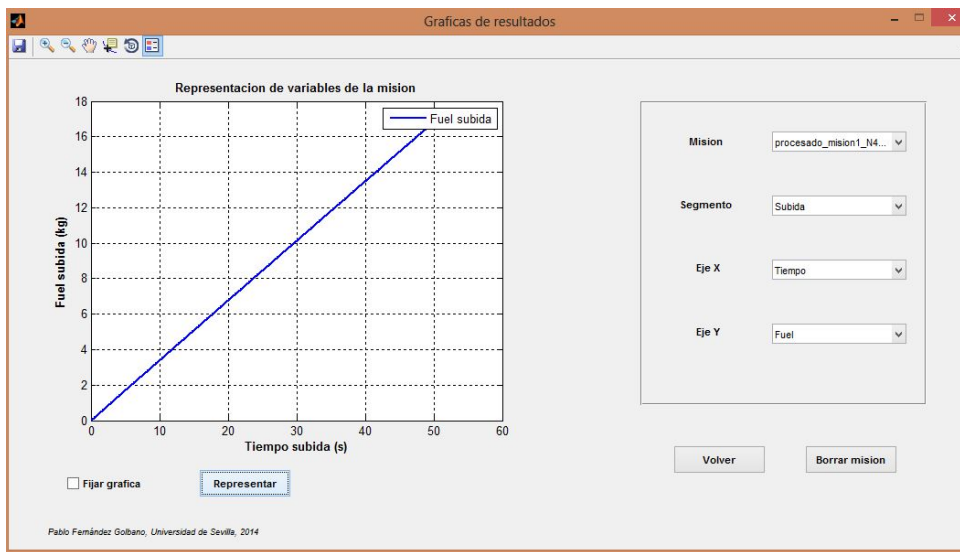 Graficas de resultados
Representacion de variables de la mision
Fuel subida
18
16
14
12
10
8
6
4
2
0
Fuel subida (kg)
0 10 20 30 40 50 60
Tiempo subida (s)
Mision procesado_mision1_N4...
Segmento Subida
Eje X Tiempo
Eje Y Fuel
Volver Borrar mision
Fijar grafica Representar
Pablo Fernández Golbano, Universidad de Sevilla, 2014